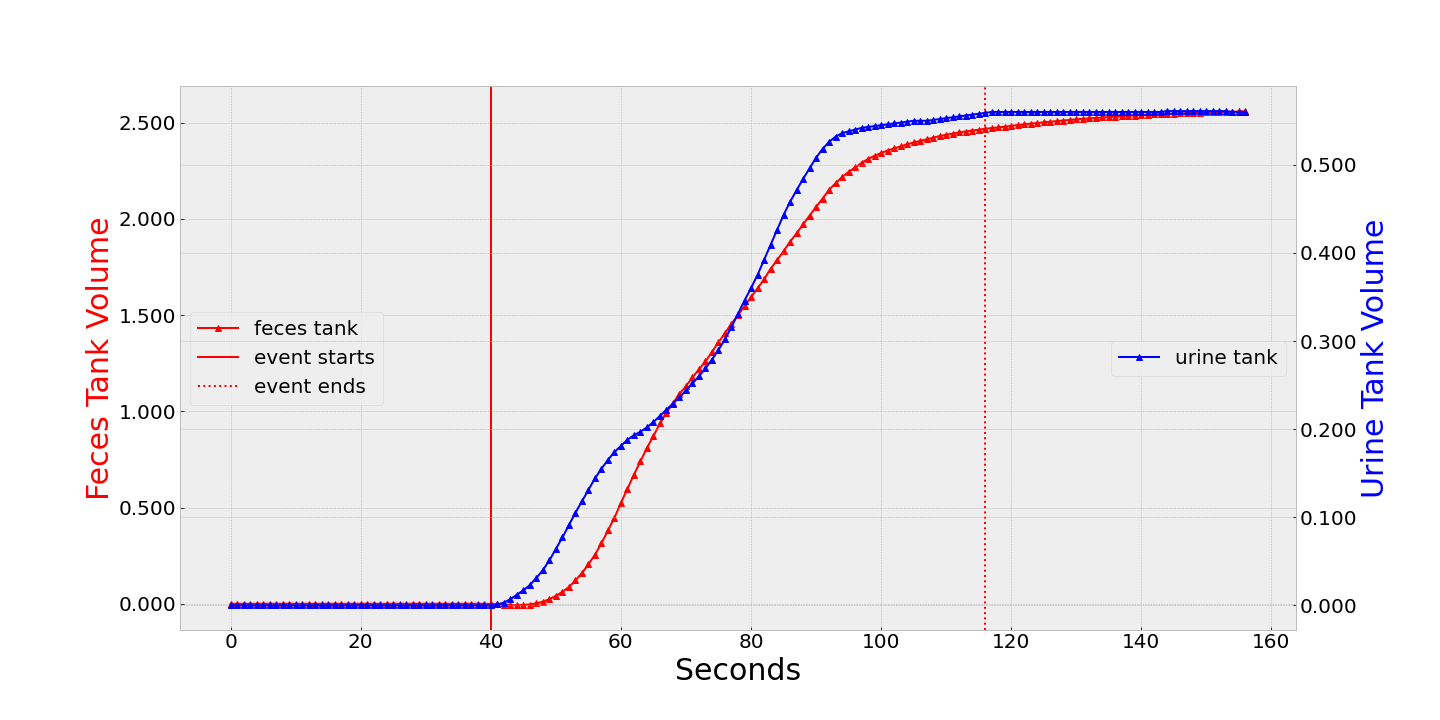 2.500
2.000
1.500
1.000
0.500
0.000
Feces Tank Volume
feces tank
event starts
event ends
urine tank
0.500
0.400
0.300
0.200
0.100
0.000
Urine Tank Volume
0 20 40 60 80 100 120 140 160
Seconds